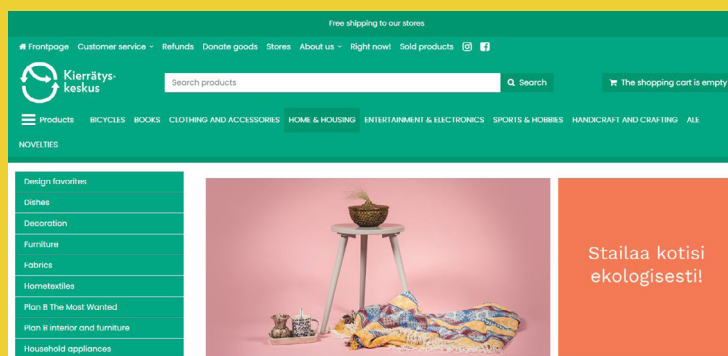 Free shipping to our stores
Frontpage Customer service Refunds Donate goods Stores About us Right now! Sold products
Kierrätys-
keskus
Search products Search The shopping cart is empty
Products BICYCLES BOOKS CLOTHING AND ACCESSORIES HOME & HOUSING ENTERTAINMENT & ELECTRONICS SPORTS & HOBBIES HANDICRAFT AND CRAFTING ALE
NOVELTIES
Design favorites
Dishes
Decoration
Furniture
Fabrics
Hometextiles
Plan B The Most Wanted
Plan B interior and furniture
Household appliances
Stailaa kotisi
ekologisesti!